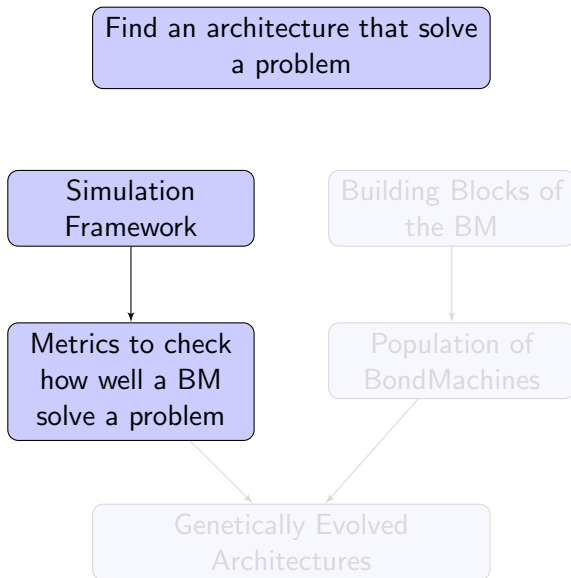 Find an architecture that solve
a problem
Simulation
Framework
Building Blocks of
the BM
Metrics to check
how well a BM
solve a problem
Population of
BondMachines
Genetically Evolved
Architectures